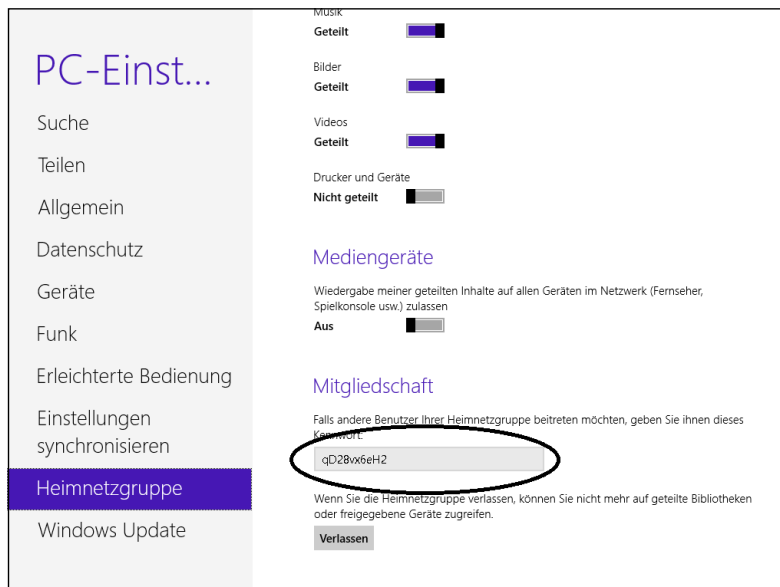 PC-Einst...
Suche
Teilen
Allgemein
Datenschutz
Geräte
Funk
Erleichterte Bedienung
Einstellungen
synchronisieren
Heimnetzgruppe
Windows Update
Musik
Geteilt
Bilder
Geteilt
Videos
Geteilt
Drucker und Geräte
Nicht geteilt
Mediengeräte
Wiedergabe meiner geteilten Inhalte auf allen Geräten im Netzwerk (Fernseher,
Spielkonsole usw.) zulassen
Aus
Mitgliedschaft
Falls andere Benutzer Ihrer Heimnetzgruppe beitreten möchten, geben Sie ihnen dieses
Kennwort:
qD28vx6eH2
Wenn Sie die Heimnetzgruppe verlassen, können Sie nicht mehr auf geteilte Bibliotheken
oder freigegebene Geräte zugreifen.
Verlassen